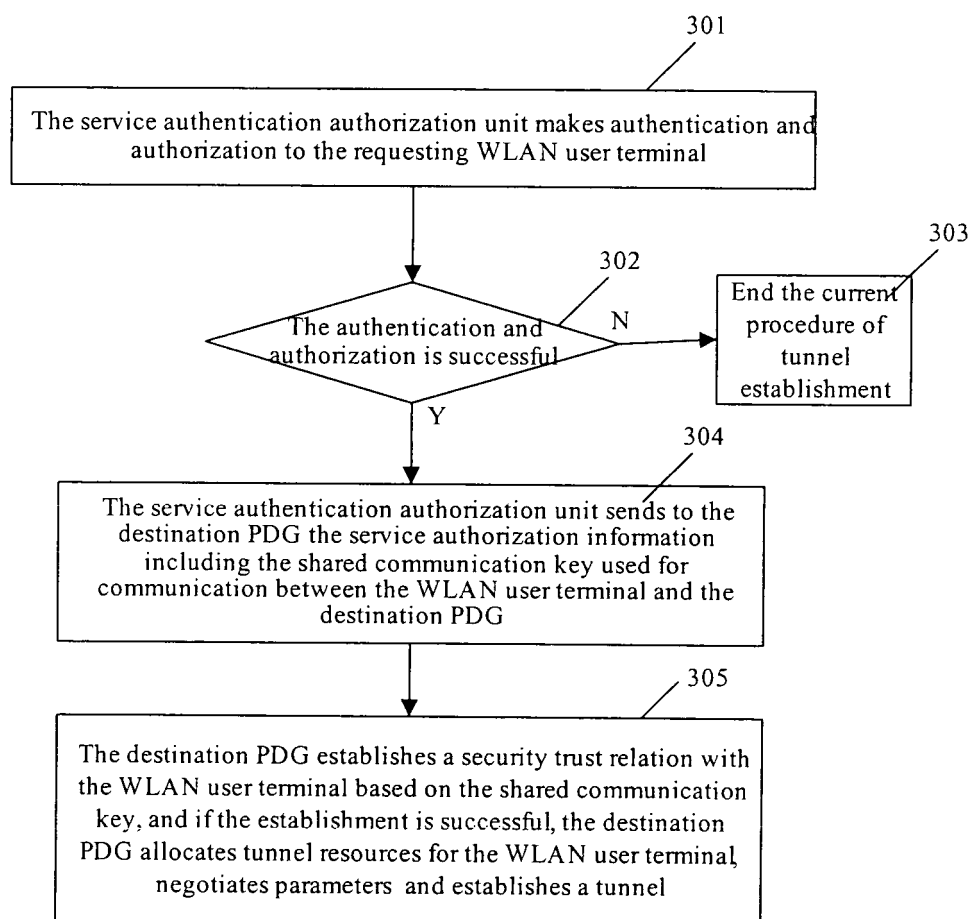 301
The service authentication authorization unit makes authentication and
authorization to the requesting WLAN user terminal
302
303
The authentication and
authorization is successful
N
End the current
procedure of
tunnel
establishment
Y
304
The service authentication authorization unit sends to the
destination PDG the service authorization information
including the shared communication key used for
communication between the WLAN user terminal and the
destination PDG
305
The destination PDG establishes a security trust relation with
the WLAN user terminal based on the shared communication
key, and if the establishment is successful, the destination
PDG allocates tunnel resources for the WLAN user terminal,
negotiates parameters and establishes a tunnel